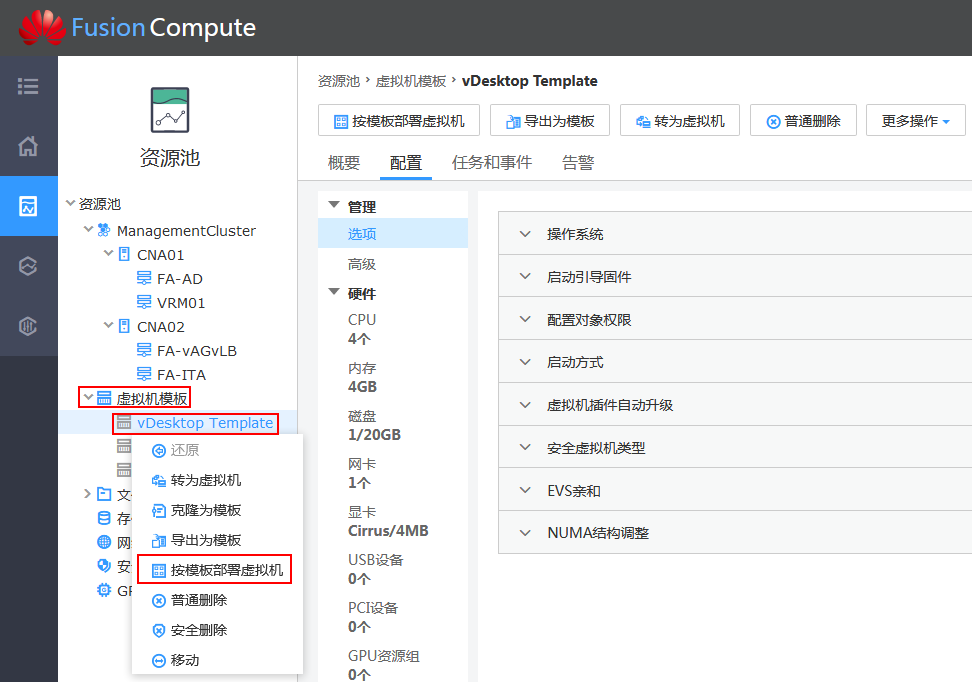 Fusion Compute
资源池
资源池
ManagementCluster
CNA01
FA-AD
VRM01
CNA02
FA-vAGvLB
FA-ITA
虚拟机模板
vDesktop Template
文
存
网
安
GP
还原
转为虚拟机
克隆为模板
导出为模板
按模板部署虚拟机
普通删除
安全删除
移动
资源池 › 虚拟机模板 › vDesktop Template
按模板部署虚拟机 导出为模板 转为虚拟机 普通删除 更多操作
概要 配置 任务和事件 告警
管理
选项
高级
硬件
CPU
4个
内存
4GB
磁盘
1/20GB
网卡
1个
显卡
Cirrus/4MB
USB设备
0个
PCI设备
0个
GPU资源组
0个
操作系统
启动引导固件
配置对象权限
启动方式
虚拟机插件自动升级
安全虚拟机类型
EVS亲和
NUMA结构调整